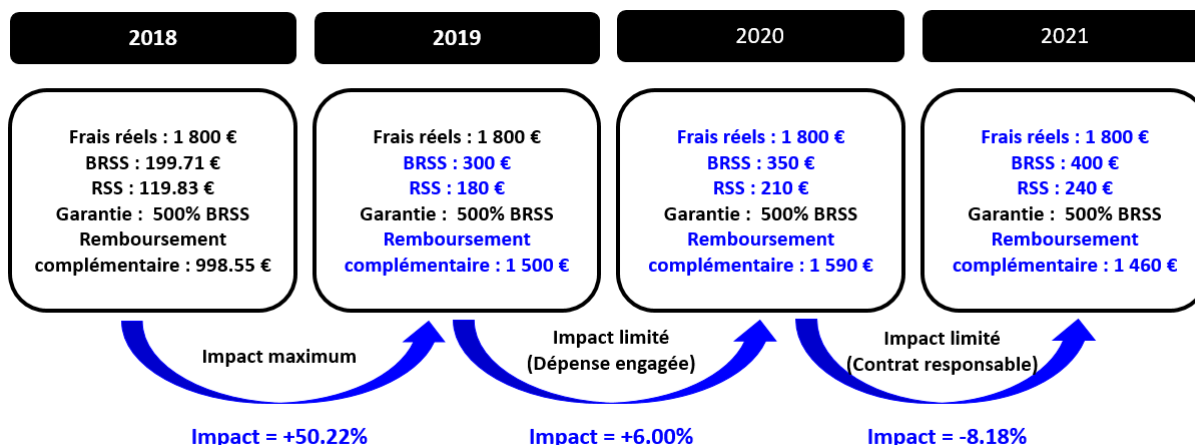 2018
2019
2020
2021
Frais réels : 1 800 €
BRSS : 199.71 €
RSS : 119.83 €
Garantie : 500% BRSS
Remboursement
complémentaire : 998.55 €
Frais réels : 1 800 €
BRSS : 300 €
RSS : 180 €
Garantie : 500% BRSS
Remboursement
complémentaire : 1 500 €
Frais réels : 1 800 €
BRSS : 350 €
RSS : 210 €
Garantie : 500% BRSS
Remboursement
complémentaire : 1 590 €
Frais réels : 1 800 €
BRSS : 400 €
RSS : 240 €
Garantie : 500% BRSS
Remboursement
complémentaire : 1 460 €
Impact maximum
Impact limité
(Dépense engagée)
Impact limité
(Contrat responsable)
Impact = +50.22%
Impact = +6.00%
Impact = -8.18%